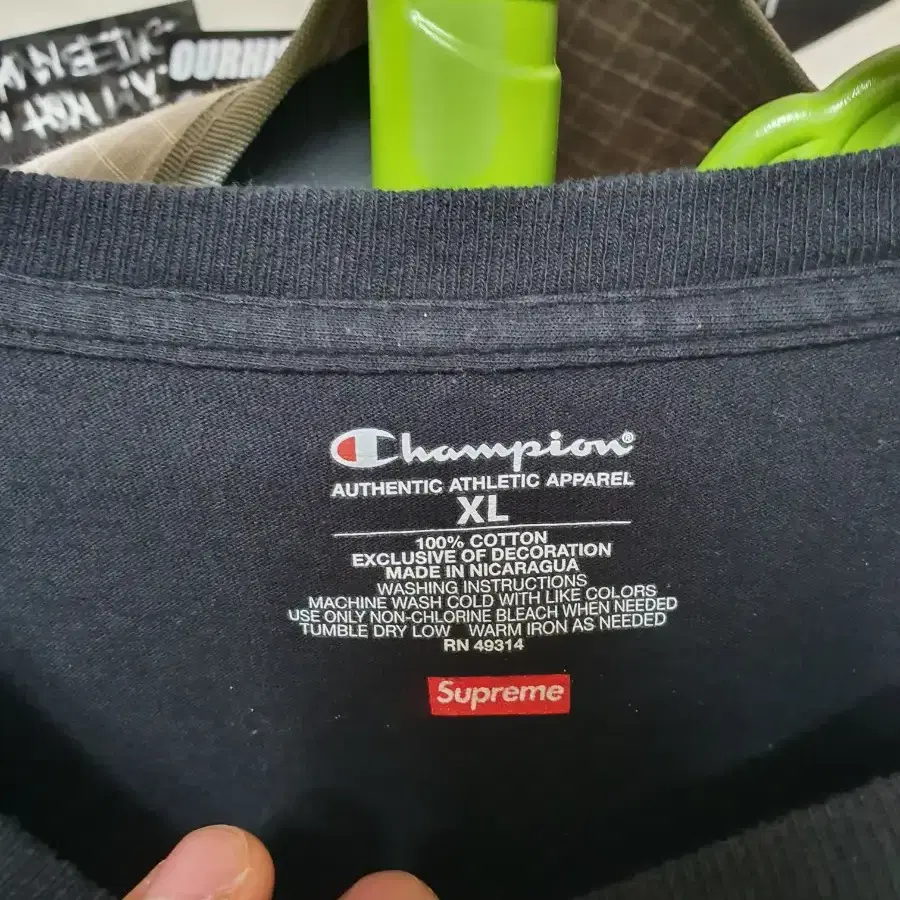 OURHI
Champion®
AUTHENTIC ATHLETIC APPAREL
XL
100% COTTON
EXCLUSIVE OF DECORATION
MADE IN NICARAGUA
WASHING INSTRUCTIONS
MACHINE WASH COLD WITH LIKE COLORS
USE ONLY NON-CHLORINE BLEACH WHEN NEEDED
TUMBLE DRY LOW WARM IRON AS NEEDED
RN 49314
Supreme